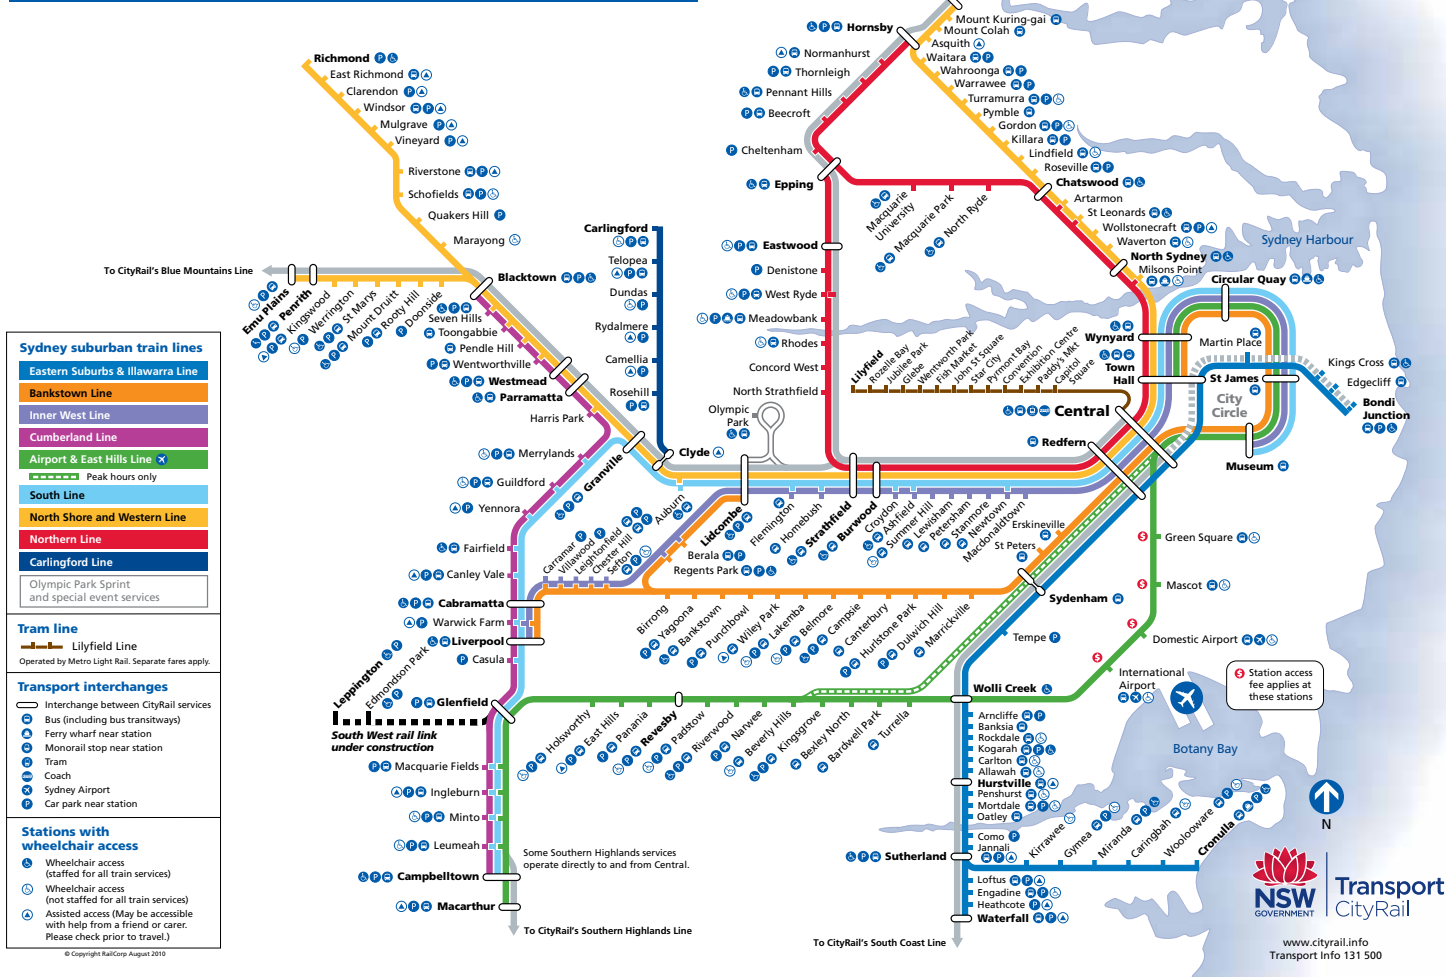 Richmond
East Richmond
Clarendon
Windsor
Mulgrave
Vineyard
Riverstone
Schofields
Quakers Hill
Marayong
To CityRail's Blue Mountains Line
Blacktown
Emu Plains
Penrith
Kingswood
Werrington
St Marys
Mount Druitt
Rooty Hill
Doonside
Seven Hills
Toongabbie
Pendle Hill
Wentworthville
Westmead
Parramatta
Harris Park
Merrylands
Guildford
Yennora
Fairfield
Canley Vale
Cabramatta
Warwick Farm
Liverpool
Casula
Glenfield
Leppington
Edmondson Park
South West rail link
under construction
Macquarie Fields
Ingleburn
Minto
Leumeah
Campbelltown
Macarthur
Some Southern Highlands services
operate directly to and from Central.
To CityRail's Southern Highlands Line
Carlingford
Telopea
Dundas
Rydalmere
Camellia
Rosehill
Clyde
Granville
Auburn
Lidcombe
Olympic
Park
Flemington
Homebush
Strathfield
Burwood
Croydon
Ashfield
Summer Hill
Lewisham
Petersham
Stanmore
Newtown
Macdonaldtown
Carramar
Villawood
Leightonfield
Chester Hill
Sefton
Berala
Regents Park
Birrong
Yagoona
Bankstown
Punchbowl
Wiley Park
Lakemba
Belmore
Campsie
Canterbury
Hurlstone Park
Dulwich Hill
Marrickville
Sydenham
St Peters
Erskineville
Mount Kuring-gai
Mount Colah
Asquith
Hornsby
Waitara
Wahroonga
Warrawee
Turramurra
Pymble
Gordon
Killara
Lindfield
Roseville
Chatswood
Artarmon
St Leonards
Wollstonecraft
Waverton
North Sydney
Milsons Point
Normanhurst
Thornleigh
Pennant Hills
Beecroft
Cheltenham
Epping
Macquarie
University
Macquarie Park
North Ryde
Eastwood
Denistone
West Ryde
Meadowbank
Rhodes
Concord West
North Strathfield
Lilyfield
Rozelle Bay
Jubilee Park
Glebe
Wentworth Park
Fish Market
John St Square
Star City
Pyrmont Bay
Convention
Exhibition Centre
Paddy's Mkt
Capitol
Square
Central
Redfern
Sydney Harbour
Circular Quay
Wynyard
Town
Hall
Martin Place
St James
City
Circle
Museum
Kings Cross
Edgecliff
Bondi
Junction
Green Square
Mascot
Domestic Airport
International
Airport
$ Station access
fee applies at
these stations
$
$
$
$
Botany Bay
Tempe
Wolli Creek
Holsworthy
East Hills
Panania
Revesby
Padstow
Riverwood
Narwee
Beverly Hills
Kingsgrove
Bexley North
Bardwell Park
Turrella
Arncliffe
Banksia
Rockdale
Kogarah
Carlton
Allawah
Hurstville
Penshurst
Mortdale
Oatley
Como
Jannali
Sutherland
Loftus
Engadine
Heathcote
Waterfall
Kirrawee
Gymea
Miranda
Caringbah
Woolooware
Cronulla
To CityRail's South Coast Line
Sydney suburban train lines
Eastern Suburbs & Illawarra Line
Bankstown Line
Inner West Line
Cumberland Line
Airport & East Hills Line
Peak hours only
South Line
North Shore and Western Line
Northern Line
Carlingford Line
Olympic Park Sprint
and special event services
Tram line
Lilyfield Line
Operated by Metro Light Rail. Separate fares apply.
Transport interchanges
Interchange between CityRail services
Bus (including bus transitways)
Ferry wharf near station
Monorail stop near station
Tram
Coach
Sydney Airport
P Car park near station
Stations with
wheelchair access
Wheelchair access
(staffed for all train services)
Wheelchair access
(not staffed for all train services)
Assisted access (May be accessible
with help from a friend or carer.
Please check prior to travel.)
© Copyright RailCorp August 2010
N
NSW
GOVERNMENT
Transport
CityRail
www.cityrail.info
Transport Info 131 500